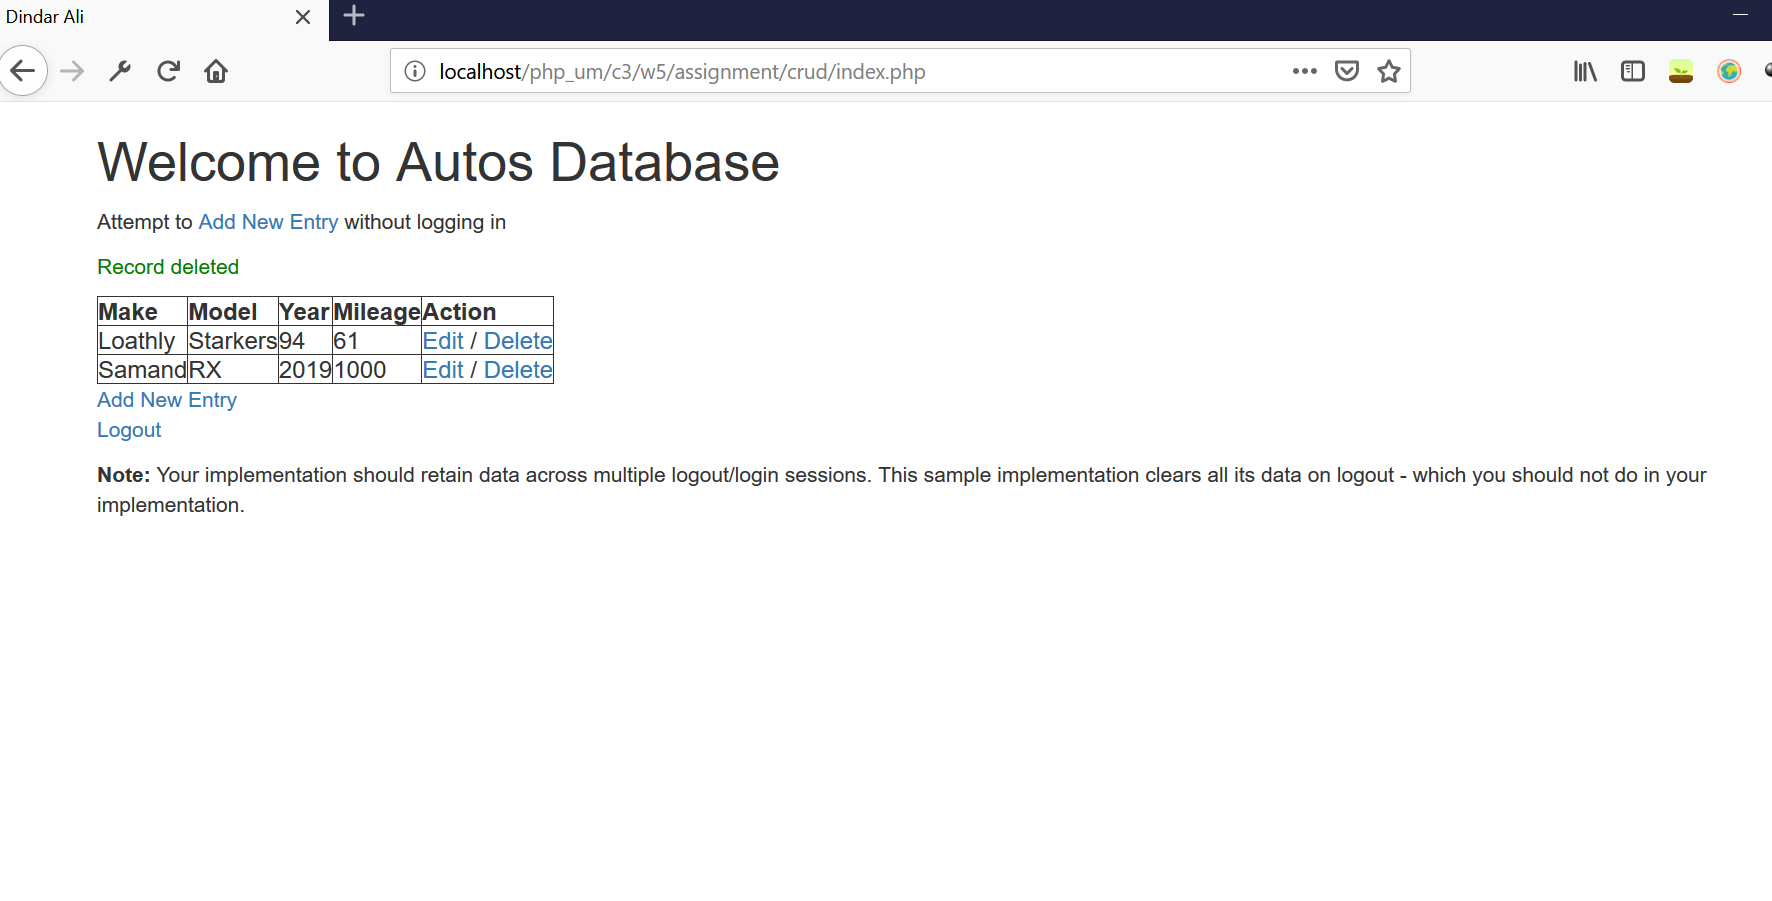 Dindar Ali
localhost/php_um/c3/w5/assignment/crud/index.php
Welcome to Autos Database
Attempt to Add New Entry without logging in
Record deleted
Make Model Year Mileage Action
Loathly Starkers 94 61 Edit / Delete
Samand RX 2019 1000 Edit / Delete
Add New Entry
Logout
Note: Your implementation should retain data across multiple logout/login sessions. This sample implementation clears all its data on logout - which you should not do in your
implementation.